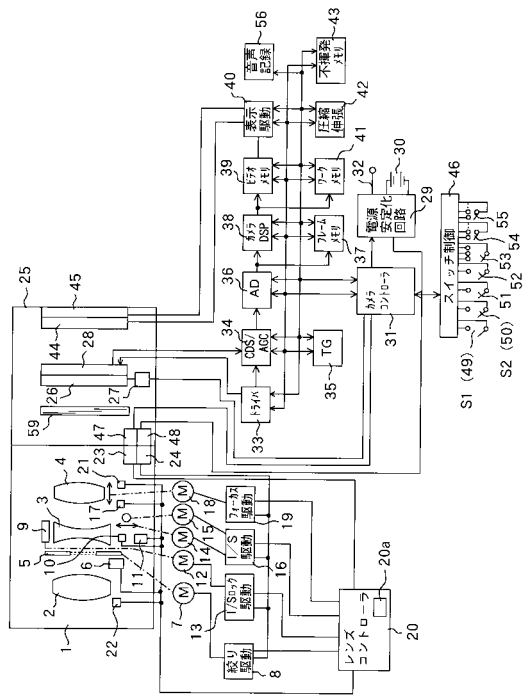 1
2
22
5
6
10
9
3
11
17
4
21
23
24
47
48
59
26
27
28
44
45
25
M
7
M
12
M
14
M
15
M
18
絞り
駆動
8
I/Sロック
駆動
13
I/S
駆動
16
フォーカス
駆動
19
レンズ
コントローラ
20a
20
ドライバ
33
CDS/
AGC
34
TG
35
AD
36
カメラ
DSP
38
フレーム
メモリ
37
ビデオ
メモリ
39
ワーク
メモリ
41
表示
駆動
40
圧縮
伸張
42
音声
記録
56
不揮発
メモリ
43
カメラ
コントローラ
31
電源
安定化
回路
29
32
30
スイッチ制御
46
S1 (49)
S2 (50)
51
52
53
54
55